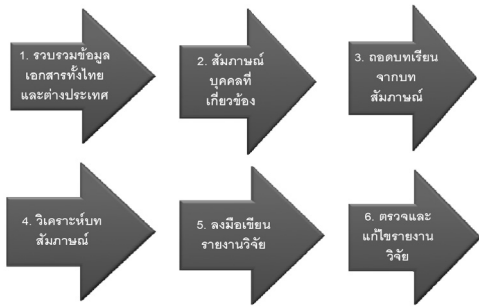 1. รวบรวมข้อมูล
เอกสารทั้งไทย
และต่างประเทศ
2. สัมภาษณ์
บุคคลที่
เกี่ยวข้อง
3. ถอดบทเรียน
จากบท
สัมภาษณ์
4. วิเคราะห์บท
สัมภาษณ์
5. ลงมือเขียน
รายงานวิจัย
6. ตรวจและ
แก้ไขรายงาน
วิจัย